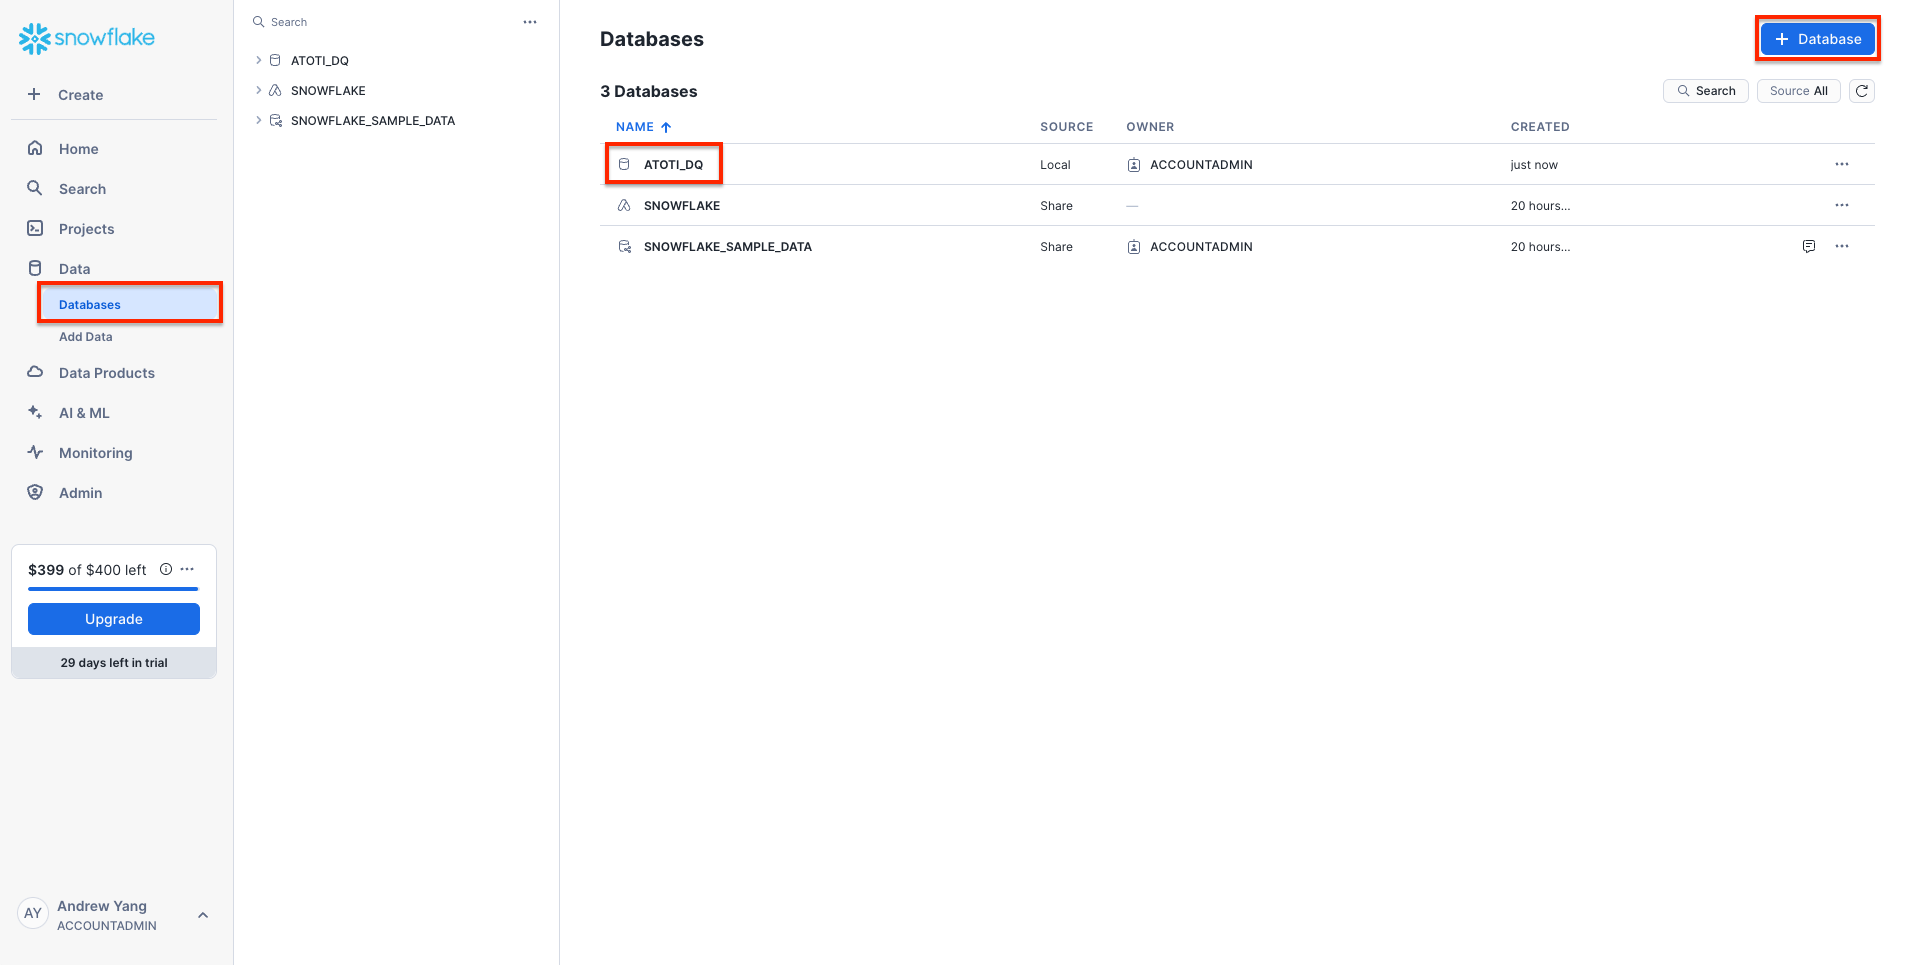 snowflake
Create
Home
Search
Projects
Data
Databases
Add Data
Data Products
AI & ML
Monitoring
Admin
$399 of $400 left
Upgrade
29 days left in trial
AY
Andrew Yang
ACCOUNTADMIN
Search
ATOTI_DQ
SNOWFLAKE
SNOWFLAKE_SAMPLE_DATA
Databases
+ Database
3 Databases
Search
Source All
NAME SOURCE OWNER CREATED
ATOTI_DQ Local ACCOUNTADMIN just now
SNOWFLAKE Share — 20 hours...
SNOWFLAKE_SAMPLE_DATA Share ACCOUNTADMIN 20 hours...